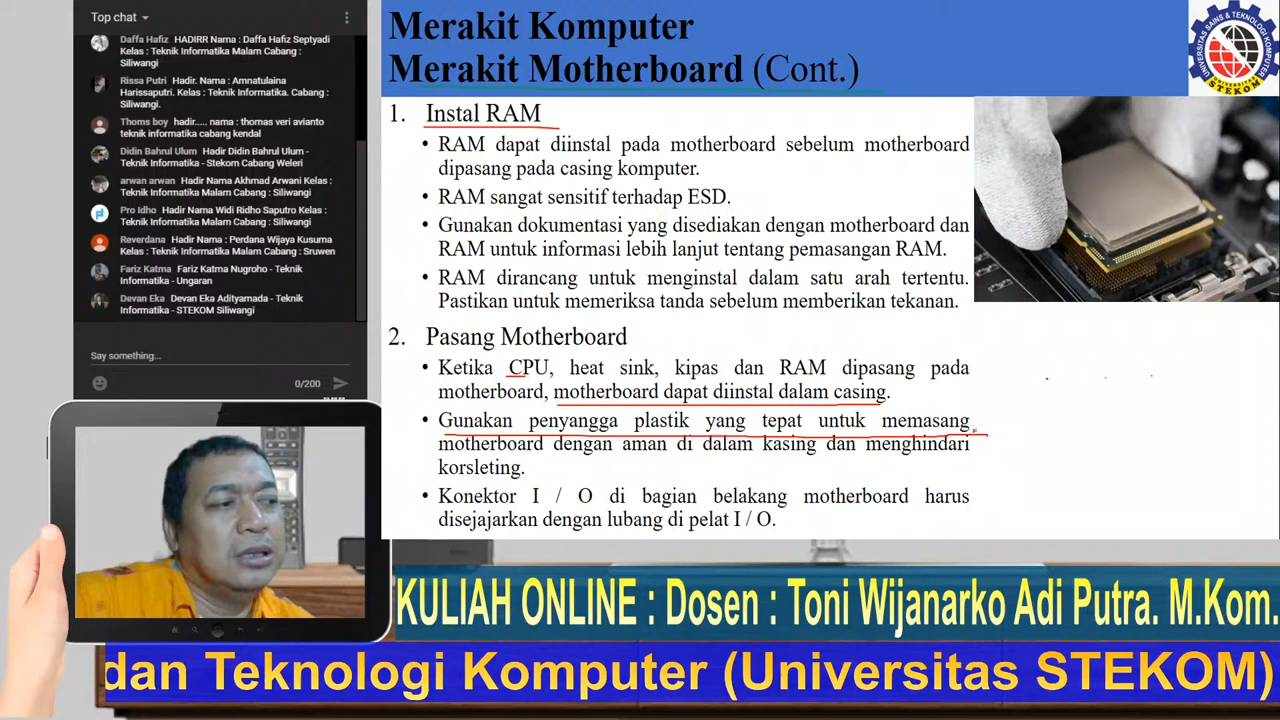 Top chat
Daffa Hafiz HADIRR Nama : Daffa Hafiz Septyadi
Kelas : Teknik Informatika Malam Cabang :
Siliwangi
Rissa Putri Hadir. Nama : Amnatulaina
Harissaputri. Kelas : Teknik Informatika. Cabang :
Siwangi.
Thoms boy hadir..... nama : thomas veri avianto
teknik informatika cabang kendal
Didin Bahrul Ulum Hadir Didin Bahrul Ulum -
Teknik Informatika - Stekom Cabang Weleri
arwan arwan Hadir Nama Akhmad Arwani Kelas :
Teknik Informatika Malam Cabang : Siliwangi
Pro Idho Hadir Nama Widi Ridho Saputro Kelas :
Teknik Informatika Malam Cabang : Siliwangi
Reverdana Hadir Nama : Perdana Wijaya Kusuma
Kelas : Teknik Informatika Malam Cabang : Sruwen
Fariz Katma Fariz Katma Nugroho - Teknik
Informatika - Ungaran
Devan Eka Devan Eka Adityamada - Teknik
Informatika - STEKOM Siliwangi
Say something...
0/200
Merakit Komputer
Merakit Motherboard (Cont.)
UNIVERSITAS SAINS & TEKNOLOGI KOMPUTER
UNIVERSITAS
STEKOM
1. Instal RAM
• RAM dapat diinstal pada motherboard sebelum motherboard
dipasang pada casing komputer.
• RAM sangat sensitif terhadap ESD.
• Gunakan dokumentasi yang disediakan dengan motherboard dan
RAM untuk informasi lebih lanjut tentang pemasangan RAM.
• RAM dirancang untuk menginstal dalam satu arah tertentu.
Pastikan untuk memeriksa tanda sebelum memberikan tekanan.
2. Pasang Motherboard
• Ketika CPU, heat sink, kipas dan RAM dipasang pada
motherboard, motherboard dapat diinstal dalam casing.
• Gunakan penyangga plastik yang tepat untuk memasang
motherboard dengan aman di dalam kasing dan menghindari
korsleting.
• Konektor I / O di bagian belakang motherboard harus
disejajarkan dengan lubang di pelat I / O.
KULIAH ONLINE : Dosen : Toni Wijanarko Adi Putra. M.Kom.
dan Teknologi Komputer (Universitas STEKOM)